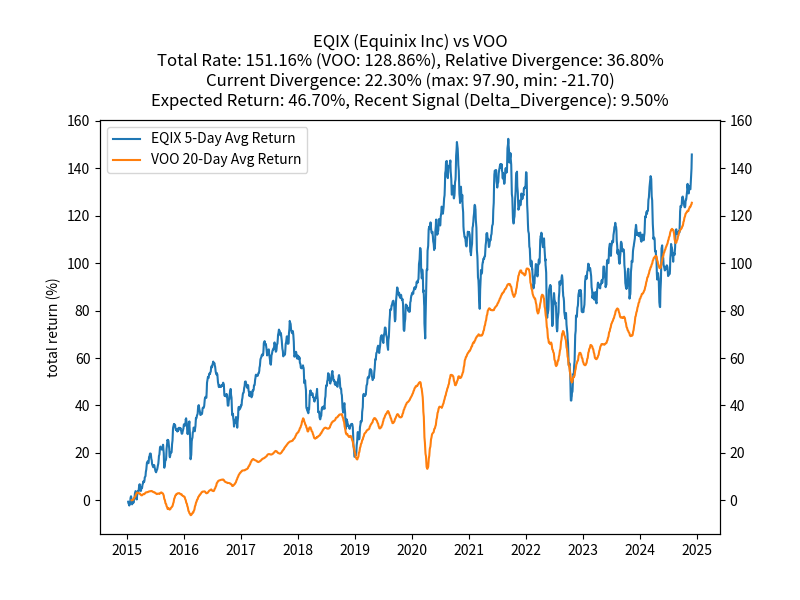 EQIX (Equinix Inc) vs VOO
Total Rate: 151.16% (VOO: 128.86%), Relative Divergence: 36.80%
Current Divergence: 22.30% (max: 97.90, min: -21.70)
Expected Return: 46.70%, Recent Signal (Delta_Divergence): 9.50%
EQIX 5-Day Avg Return
VOO 20-Day Avg Return
total return (%)
160
140
120
100
80
60
40
20
0
160
140
120
100
80
60
40
20
0
2015 2016 2017 2018 2019 2020 2021 2022 2023 2024 2025